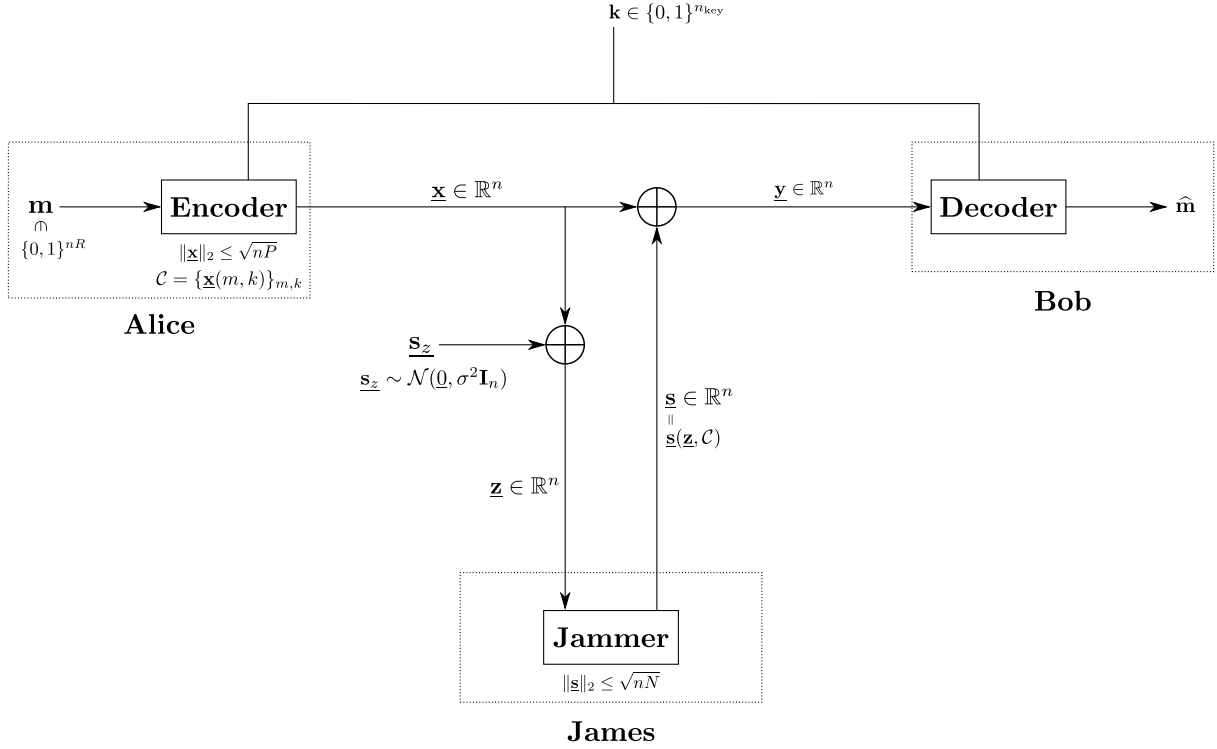 k ∈ {0, 1}^{n_key}
m
∈
{0, 1}^{nR}
Encoder
‖x‖₂ ≤ √nP
C = {x(m, k)}_{m,k}
Alice
x ∈ ℝⁿ
y ∈ ℝⁿ
Decoder
m̂
Bob
s_z
s_z ∼ N(0, σ²I_n)
s ∈ ℝⁿ
=
s(z, C)
z ∈ ℝⁿ
Jammer
‖s‖₂ ≤ √nN
James